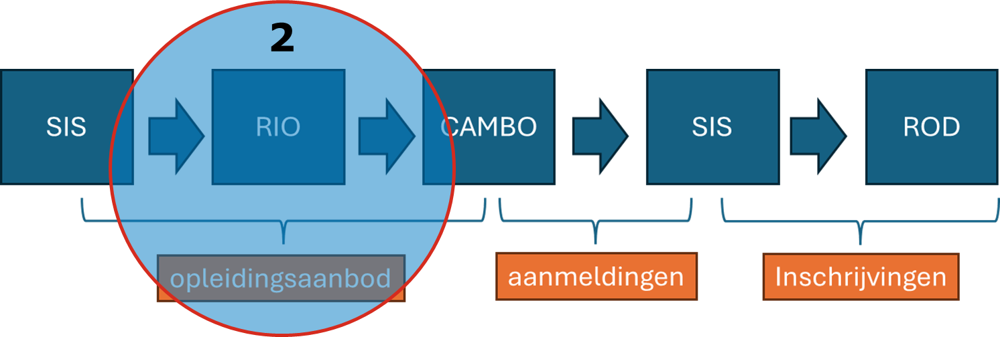 2
SIS
RIO
CAMBO
SIS
ROD
opleidingsaanbod
aanmeldingen
Inschrijvingen